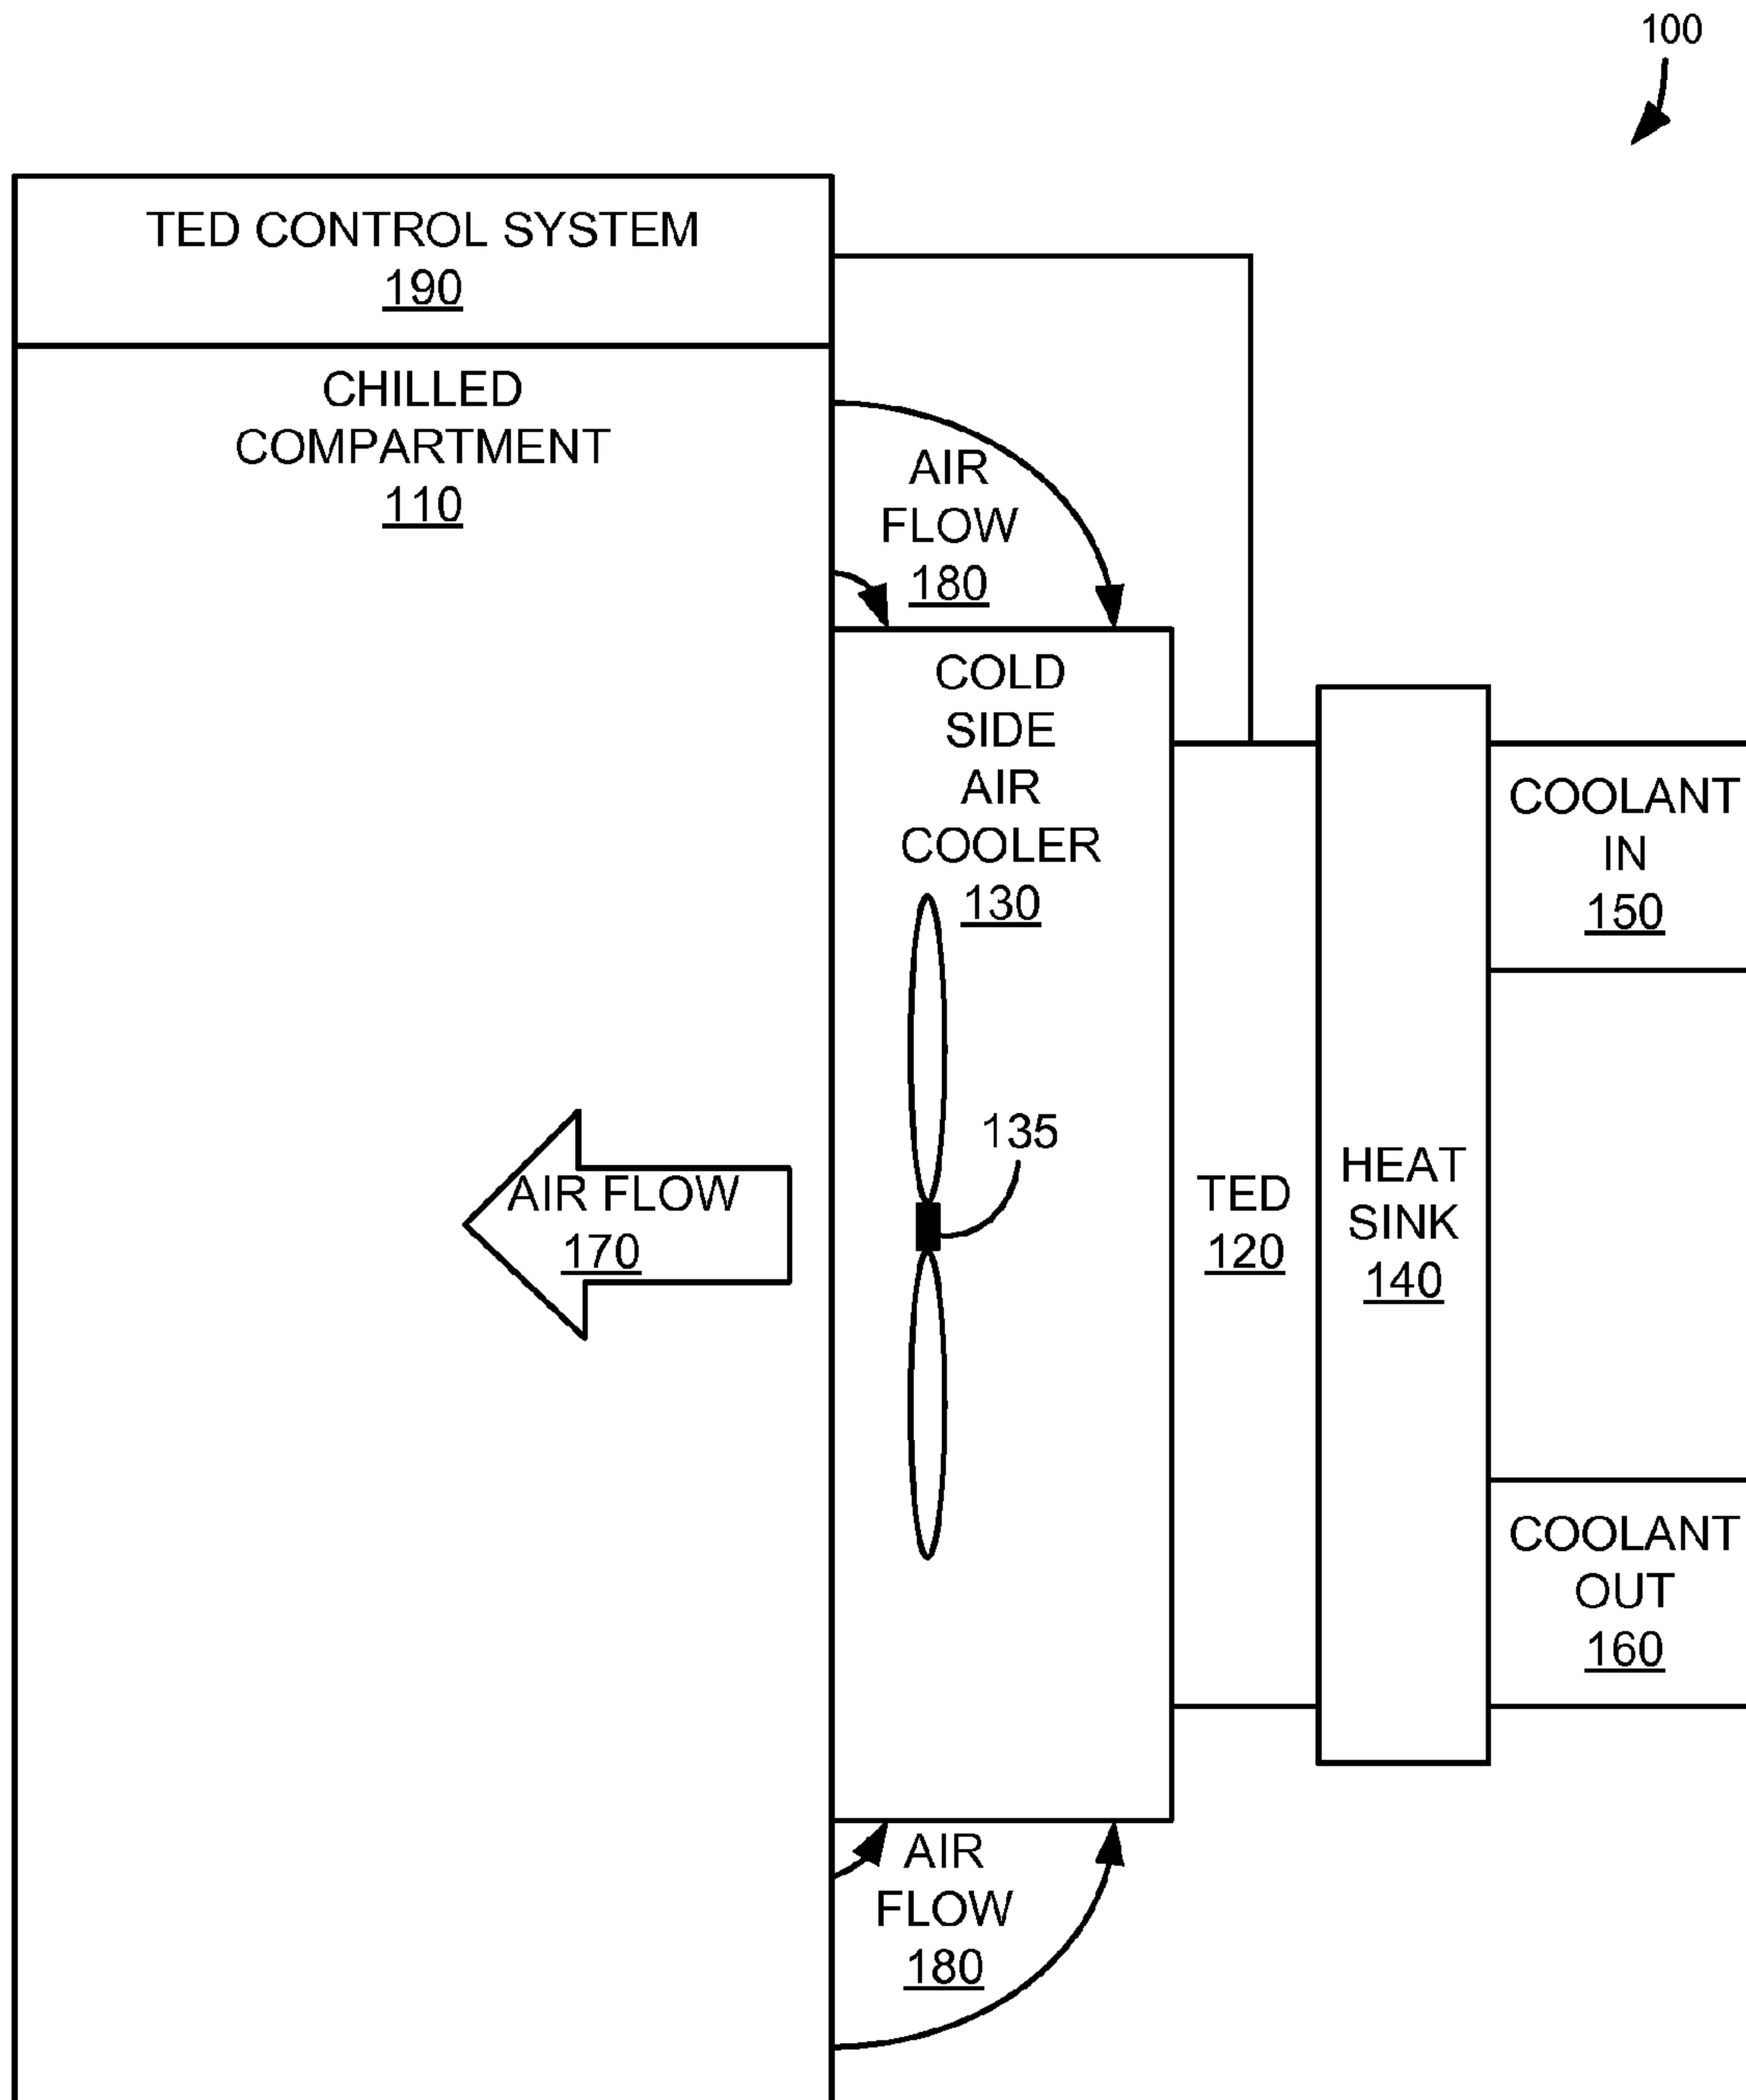 100
TED CONTROL SYSTEM
190
CHILLED
COMPARTMENT
110
AIR
FLOW
180
COLD
SIDE
AIR
COOLER
130
COOLANT
IN
150
135
AIR FLOW
170
TED
120
HEAT
SINK
140
COOLANT
OUT
160
AIR
FLOW
180